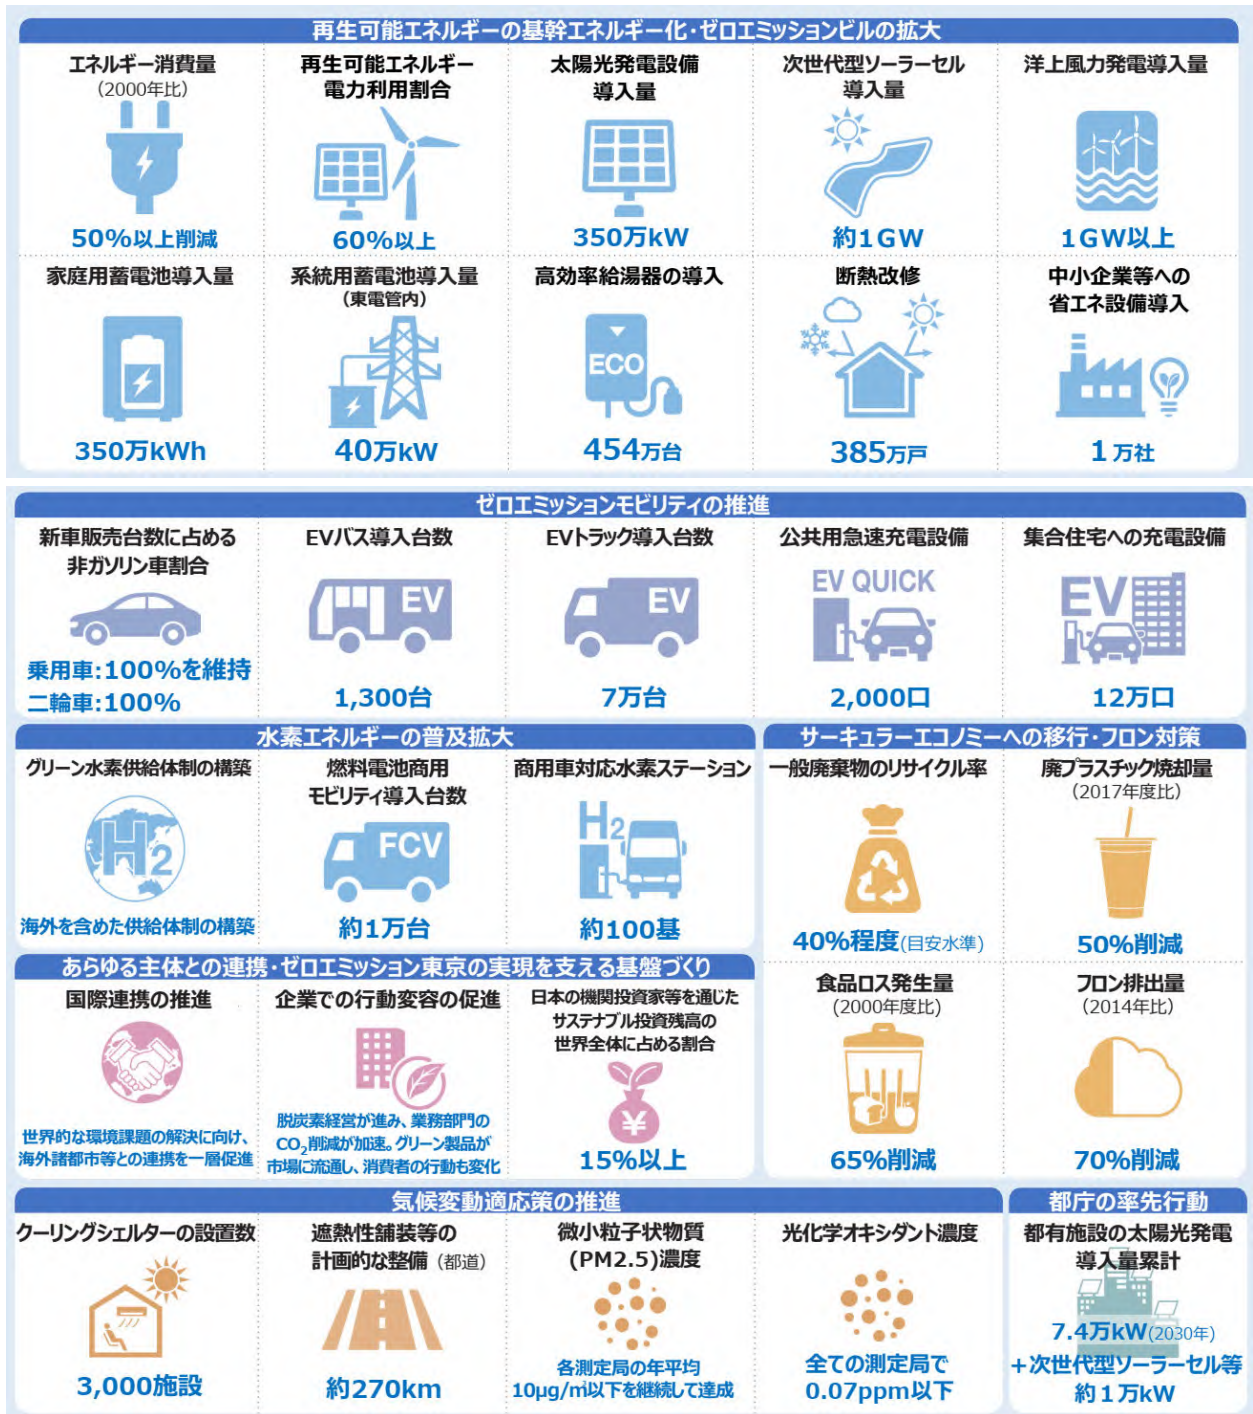 再生可能エネルギーの基幹エネルギー化・ゼロエミッションビルの拡大
エネルギー消費量
(2000年比)
50%以上削減
再生可能エネルギー
電力利用割合
60%以上
太陽光発電設備
導入量
350万kW
次世代型ソーラーセル
導入量
約1GW
洋上風力発電導入量
1GW以上
家庭用蓄電池導入量
350万kWh
系統用蓄電池導入量
(東電管内)
40万kW
高効率給湯器の導入
ECO
454万台
断熱改修
385万戸
中小企業等への
省エネ設備導入
1万社
ゼロエミッションモビリティの推進
新車販売台数に占める
非ガソリン車割合
乗用車:100%を維持
二輪車:100%
EVバス導入台数
EV
1,300台
EVトラック導入台数
EV
7万台
公共用急速充電設備
EV QUICK
2,000口
集合住宅への充電設備
EV
12万口
水素エネルギーの普及拡大
グリーン水素供給体制の構築
H2
海外を含めた供給体制の構築
燃料電池商用
モビリティ導入台数
FCV
約1万台
商用車対応水素ステーション
H2
約100基
サーキュラーエコノミーへの移行・フロン対策
一般廃棄物のリサイクル率
40%程度(目安水準)
廃プラスチック焼却量
(2017年度比)
50%削減
食品ロス発生量
(2000年度比)
65%削減
フロン排出量
(2014年比)
70%削減
あらゆる主体との連携・ゼロエミッション東京の実現を支える基盤づくり
国際連携の推進
世界的な環境課題の解決に向け、
海外諸都市等との連携を一層促進
企業での行動変容の促進
脱炭素経営が進み、業務部門の
CO2削減が加速。グリーン製品が
市場に流通し、消費者の行動も変化
日本の機関投資家等を通じた
サステナブル投資残高の
世界全体に占める割合
¥
15%以上
気候変動適応策の推進
クーリングシェルターの設置数
3,000施設
遮熱性舗装等の
計画的な整備(都道)
約270km
微小粒子状物質
(PM2.5)濃度
各測定局の年平均
10μg/㎥以下を継続して達成
光化学オキシダント濃度
全ての測定局で
0.07ppm以下
都庁の率先行動
都有施設の太陽光発電
導入量累計
7.4万kW(2030年)
+次世代型ソーラーセル等
約1万kW